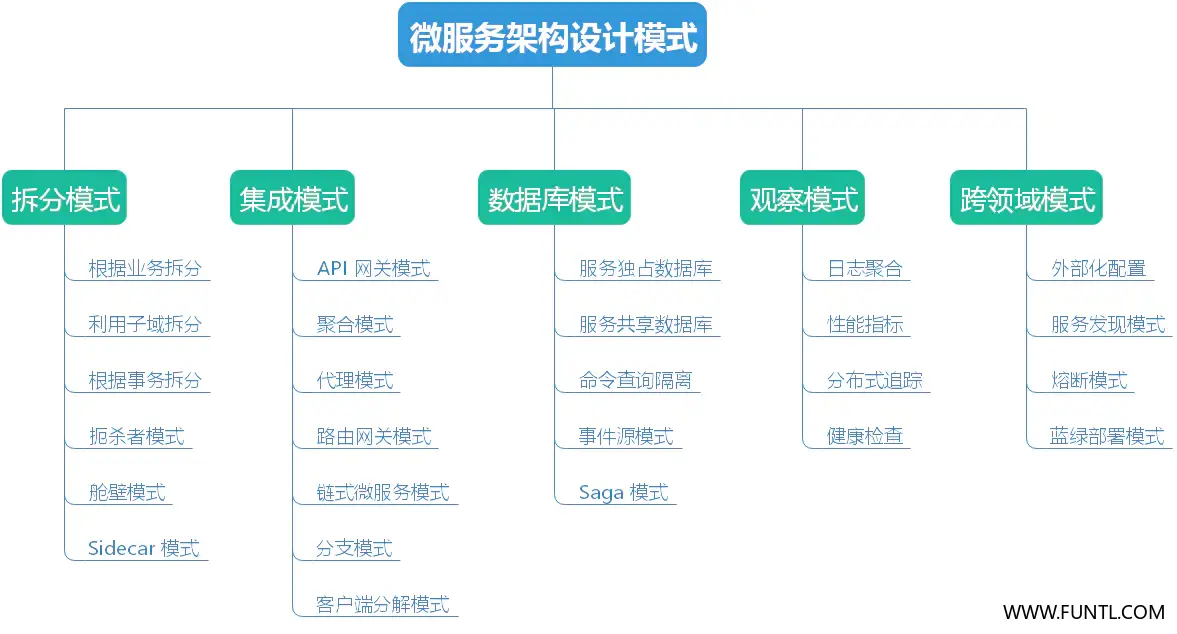 微服务架构设计模式
拆分模式
根据业务拆分
利用子域拆分
根据事务拆分
扼杀者模式
舱壁模式
Sidecar 模式
集成模式
API 网关模式
聚合模式
代理模式
路由网关模式
链式微服务模式
分支模式
客户端分解模式
数据库模式
服务独占数据库
服务共享数据库
命令查询隔离
事件源模式
Saga 模式
观察模式
日志聚合
性能指标
分布式追踪
健康检查
跨领域模式
外部化配置
服务发现模式
熔断模式
蓝绿部署模式
WWW.FUNTL.COM